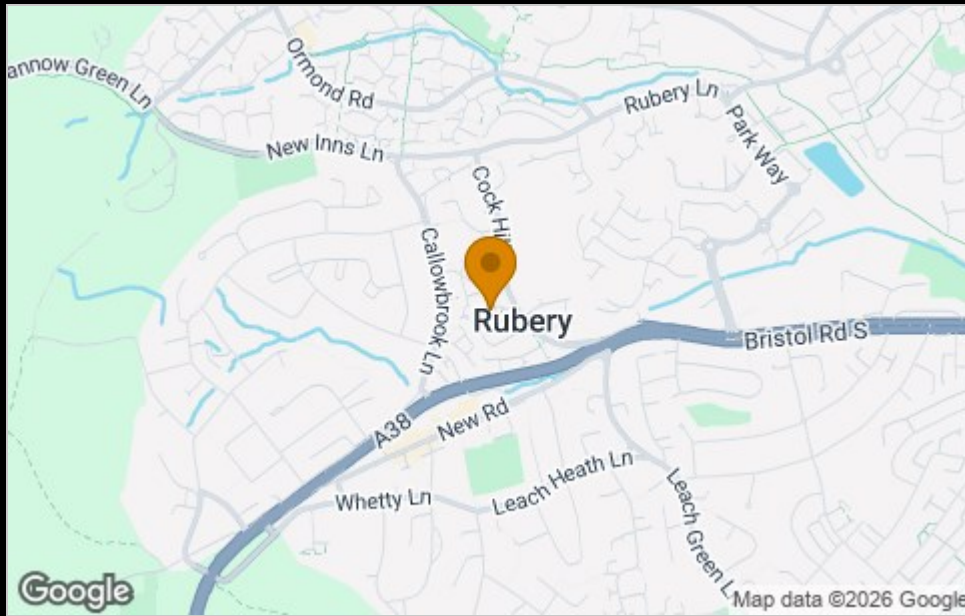 annow Green Ln
Ormond Rd
Rubery Ln
Park Way
New Inns Ln
Cock Hil
Callowbrook Ln
Rubery
Bristol Rd S
A38
New Rd
Whetty Ln
Leach Heath Ln
Leach Green L
Google
Map data ©2026 Google